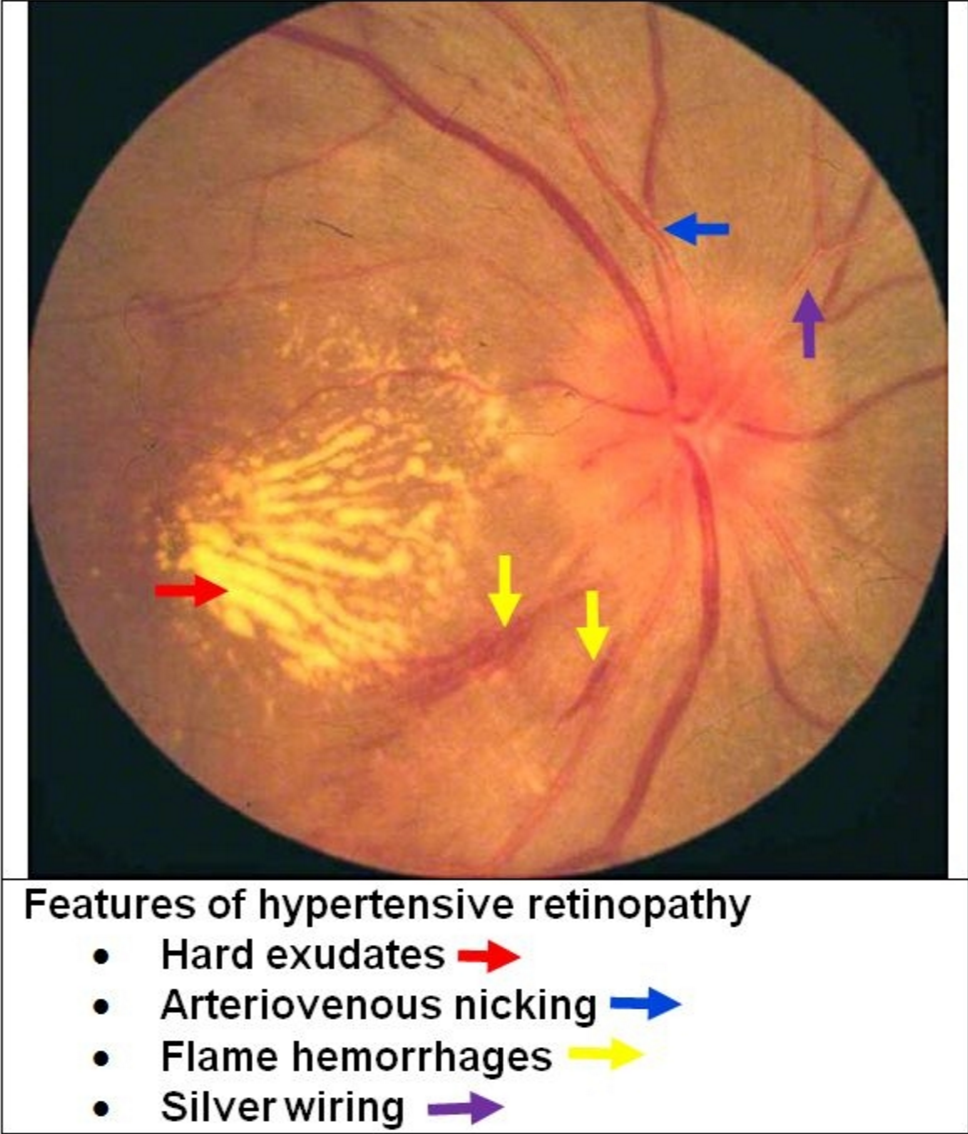 Features of hypertensive retinopathy
• Hard exudates
• Arteriovenous nicking
• Flame hemorrhages
• Silver wiring